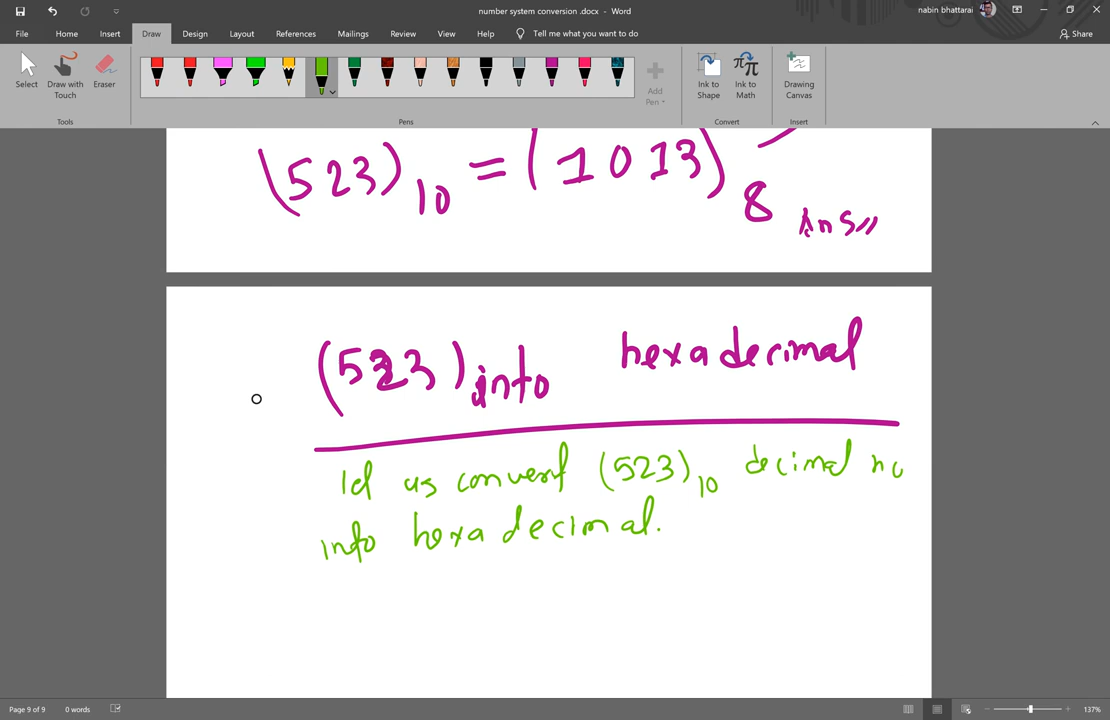 number system conversion .docx - Word
nabin bhattarai
File Home Insert Draw Design Layout References Mailings Review View Help Tell me what you want to do Share
Select Draw with Touch Eraser Add Pen Ink to Shape Ink to Math Drawing Canvas
Tools Pens Convert Insert
(523)10 = (1013)8 Ans
(523) into hexadecimal
us convert (523)10 decimal no
into hexadecimal.
Page 9 of 9 0 words 137%